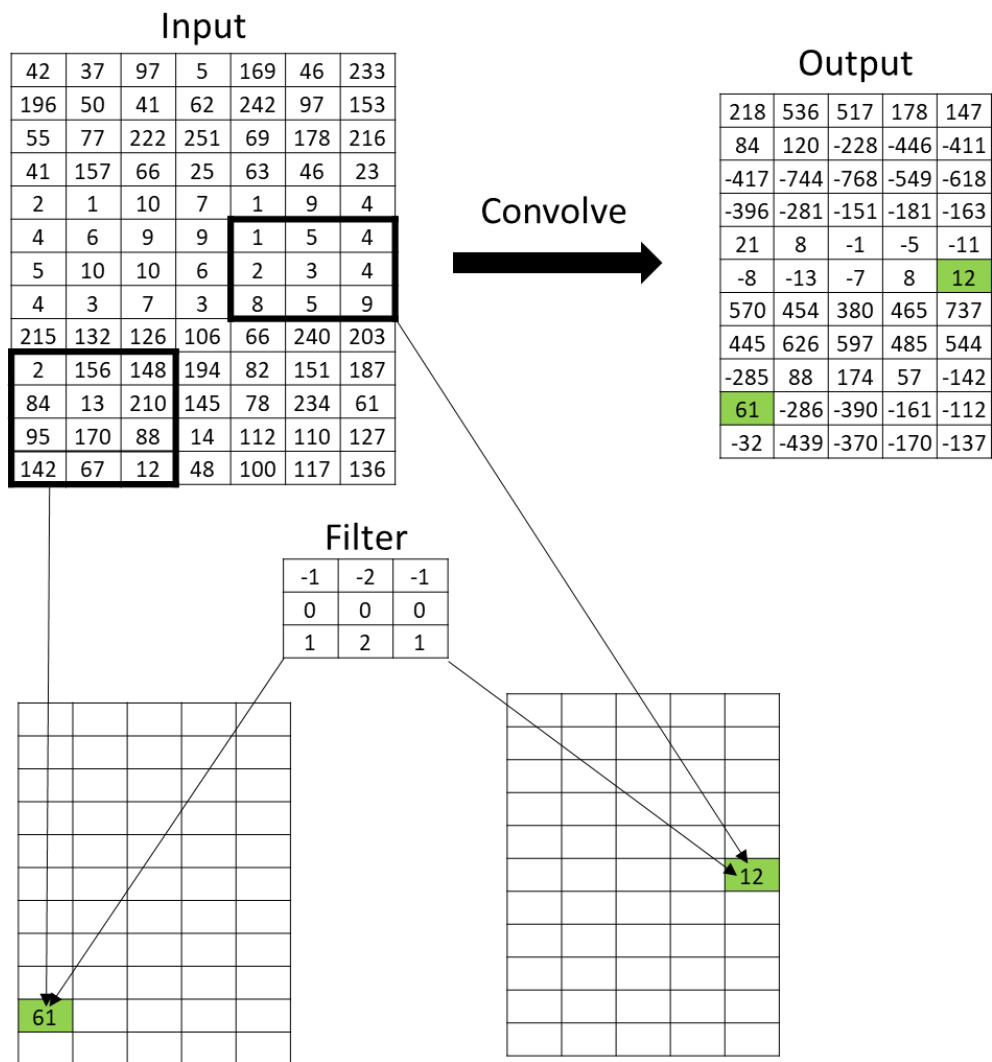 Input
42 37 97 5 169 46 233
196 50 41 62 242 97 153
55 77 222 251 69 178 216
41 157 66 25 63 46 23
2 1 10 7 1 9 4
4 6 9 9 1 5 4
5 10 10 6 2 3 4
4 3 7 3 8 5 9
215 132 126 106 66 240 203
2 156 148 194 82 151 187
84 13 210 145 78 234 61
95 170 88 14 112 110 127
142 67 12 48 100 117 136
Convolve
Output
218 536 517 178 147
84 120 -228 -446 -411
-417 -744 -768 -549 -618
-396 -281 -151 -181 -163
21 8 -1 -5 -11
-8 -13 -7 8 12
570 454 380 465 737
445 626 597 485 544
-285 88 174 57 -142
61 -286 -390 -161 -112
-32 -439 -370 -170 -137
Filter
-1 -2 -1
0 0 0
1 2 1
61
12